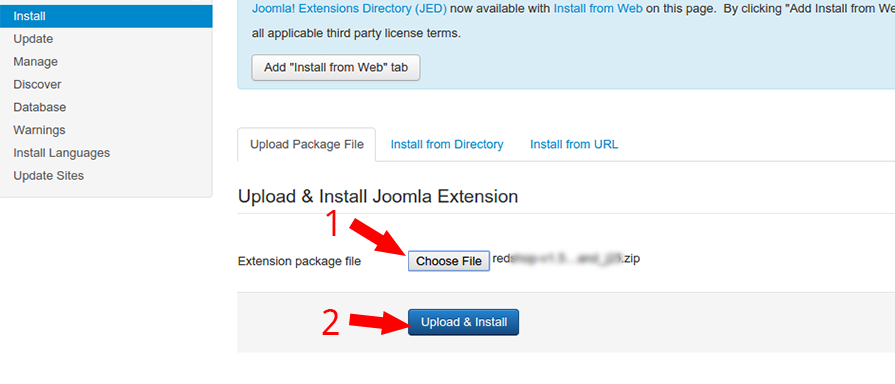 Install
Update
Manage
Discover
Database
Warnings
Install Languages
Update Sites
Joomla! Extensions Directory (JED) now available with Install from Web on this page. By clicking "Add Install from We
all applicable third party license terms.
Add "Install from Web" tab
Upload Package File
Install from Directory
Install from URL
Upload & Install Joomla Extension
1
Extension package file
Choose File
red .zip
2
Upload & Install